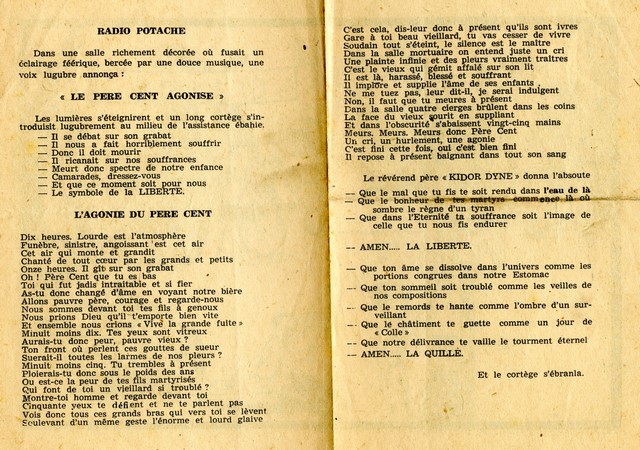 RADIO POTACHE
Dans une salle richement décorée où fusait un
éclairage féérique, bercée par une douce musique, une
voix lugubre annonça :
« LE PERE CENT AGONISE »
Les lumières s'éteignirent et un long cortège s'in-
troduisit lugubrement au milieu de l'assistance ébahie.
— Il se débat sur son grabat
— Il nous a fait horriblement souffrir
— Donc il doit mourir
— Il ricanait sur nos souffrances
— Meurt donc spectre de notre enfance
— Camarades, dressez-vous
— Et que ce moment soit pour nous
— Le symbole de la LIBERTE.
L'AGONIE DU PERE CENT
Dix heures. Lourde est l'atmosphère
Funèbre, sinistre, angoissant est cet air
Cet air qui monte et grandit
Chanté de tout cœur par les grands et petits
Onze heures. Il gît sur son grabat
Oh ! Père Cent que tu es bas
Toi qui fut jadis intraitable et si fier
As-tu donc changé d'âme en voyant notre bière
Allons pauvre père, courage et regarde-nous
Nous sommes devant toi tes fils à genoux
Nous prions Dieu qu'il t'emporte bien vite
Et ensemble nous crions « Vive la grande fuite »
Minuit moins dix. Tes yeux sont vitreux
Aurais-tu donc peur, pauvre vieux ?
Ton front où perlent ces gouttes de sueur
Suerait-il toutes les larmes de nos pleurs ?
Minuit moins cinq. Tu trembles à présent
Ploierais-tu donc sous le poids des ans
Ou est-ce la peur de tes fils martyrisés
Qui font de toi un vieillard si troublé ?
Montre-toi homme et regarde devant toi
Cinquante yeux te défient et ne te parlent pas
Vois donc tous ces grands bras qui vers toi se lèvent
Soulevant d'un même geste l'énorme et lourd glaive
C'est cela, dis-leur donc à présent qu'ils sont ivres
Gare à toi beau vieillard, tu vas cesser de vivre
Soudain tout s'éteint, le silence est le maître
Dans la salle mortuaire on entend juste un cri
Une plainte infinie et des pleurs vraiment traîtres
C'est le vieux qui gémit affalé sur son lit
Il est là, harassé, blessé et souffrant
Il implore et supplie l'âme de ses enfants
Ne me tuez pas, leur dit-il, je serai indulgent
Non, il faut que tu meures à présent
Dans la salle quatre cierges brûlent dans les coins
La face du vieux sourit en suppliant
Et dans l'obscurité s'abaissent vingt-cinq mains
Meurs. Meurs. Meurs donc Père Cent
Un cri, un hurlement, une agonie
C'est fini cette fois, oui c'est bien fini
Il repose à présent baignant dans tout son sang
Le révérend père « KIDOR DYNE » donna l'absoute
— Que le mal que tu fis te soit rendu dans l'eau de là
— Que le bonheur de tes martyrs commence là où
sombre le règne d'un tyran
— Que dans l'Eternité ta souffrance soit l'image de
celle que tu nous fis endurer
— AMEN..... LA LIBERTE.
— Que ton âme se dissolve dans l'univers comme les
portions congrues dans notre Estomac
— Que ton sommeil soit troublé comme les veilles de
nos compositions
— Que le remords te hante comme l'ombre d'un sur-
veillant
— Que le châtiment te guette comme un jour de
« Colle »
— Que notre délivrance te vaille le tourment éternel
— AMEN.... LA QUILLE.
Et le cortège s'ébranla.